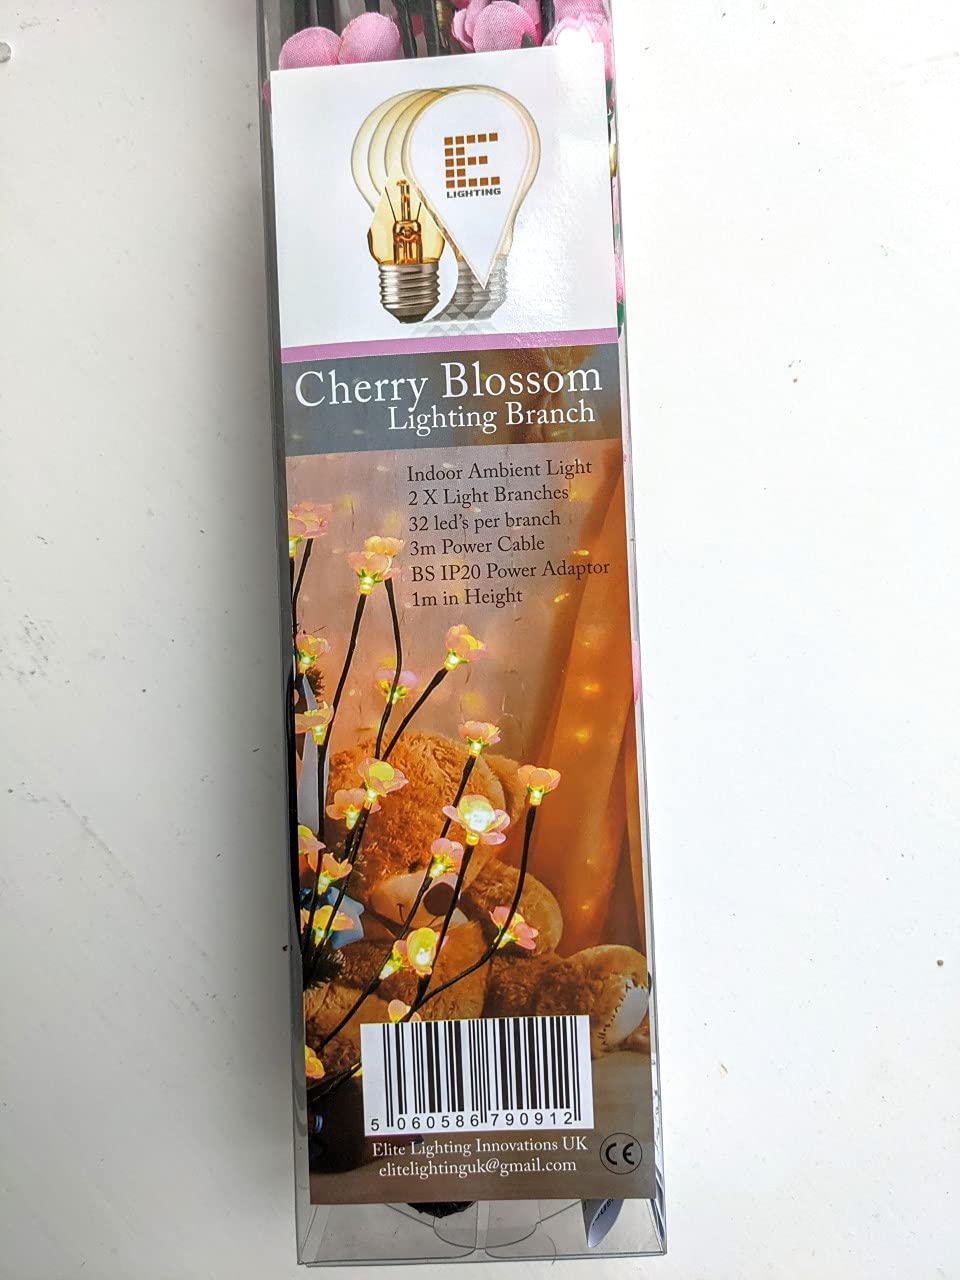 E
LIGHTING
Cherry Blossom
Lighting Branch
Indoor Ambient Light
2 X Light Branches
32 led's per branch
3m Power Cable
BS IP20 Power Adaptor
1m in Height
5 060586 790912
Elite Lighting Innovations UK
elitelightinguk@gmail.com
CE